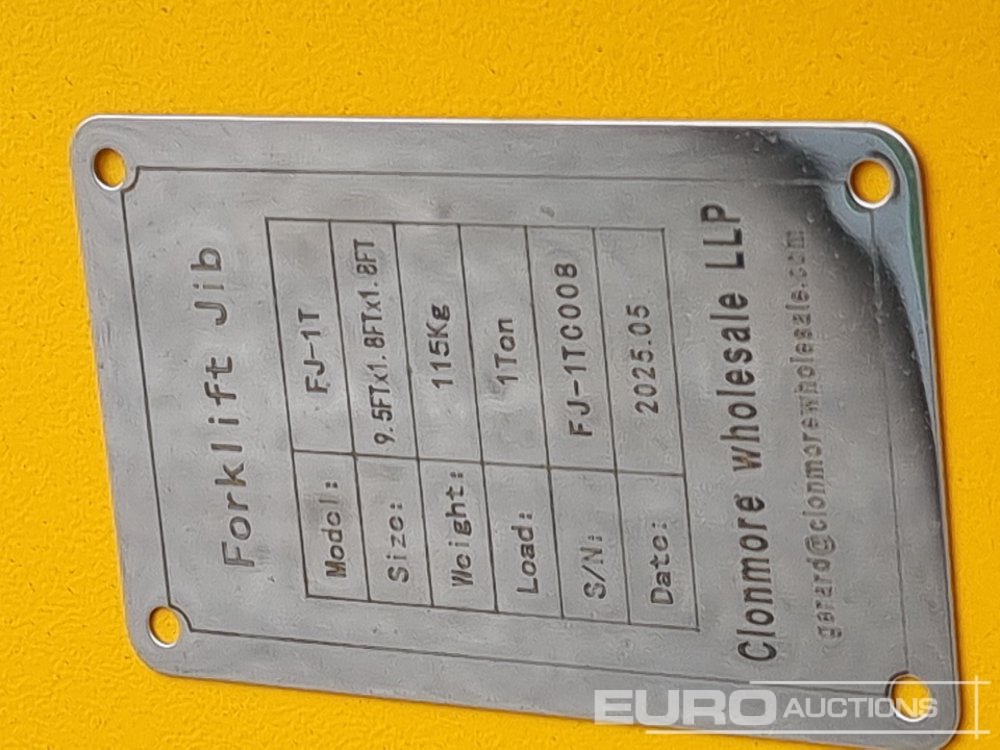 Forklift Jib
Model: FJ-1T
Size: 9.5FTx1.8FTx1.8FT
Weight: 115Kg
Load: 1Ton
S/N: FJ-1TC008
Date: 2025.05
Clonmore wholesale LLP
gerard@clonmorewholesale.com
EURO AUCTIONS